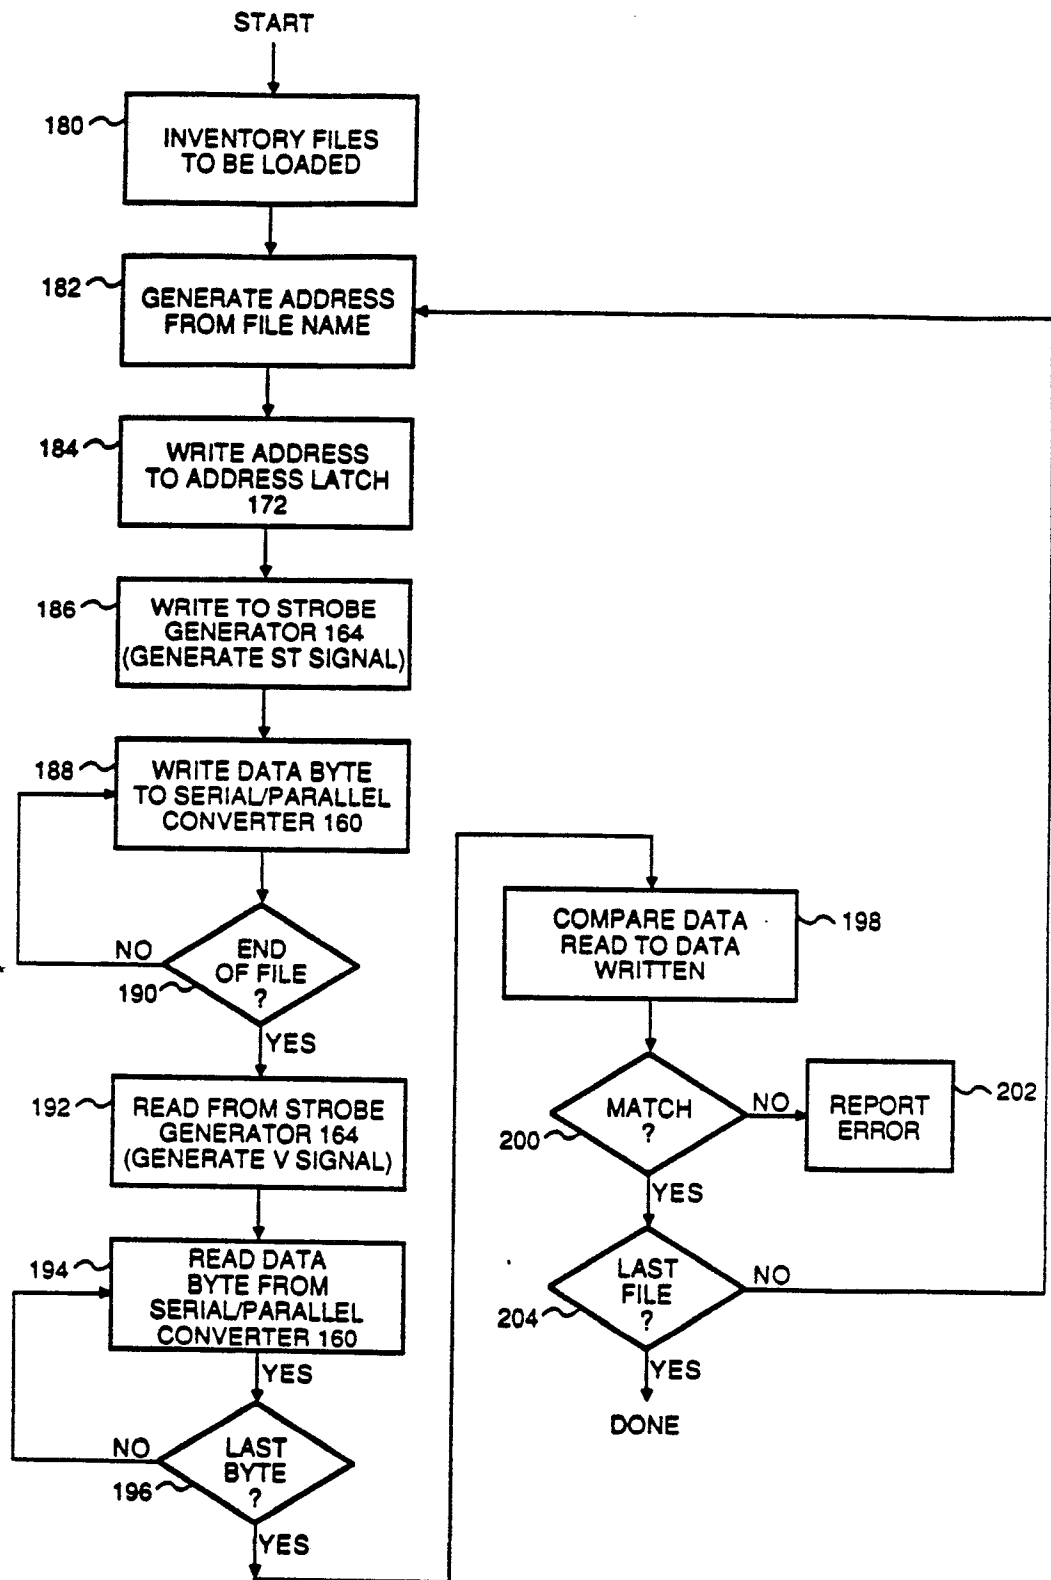 START
180
INVENTORY FILES
TO BE LOADED
182
GENERATE ADDRESS
FROM FILE NAME
184
WRITE ADDRESS
TO ADDRESS LATCH
172
186
WRITE TO STROBE
GENERATOR 164
(GENERATE ST SIGNAL)
188
WRITE DATA BYTE
TO SERIAL/PARALLEL
CONVERTER 160
NO
END
OF FILE
?
190
YES
192
READ FROM STROBE
GENERATOR 164
(GENERATE V SIGNAL)
194
READ DATA
BYTE FROM
SERIAL/PARALLEL
CONVERTER 160
YES
NO
LAST
BYTE
?
196
YES
COMPARE DATA
READ TO DATA
WRITTEN
198
MATCH
?
200
NO
REPORT
ERROR
202
YES
LAST
FILE
?
204
NO
YES
DONE